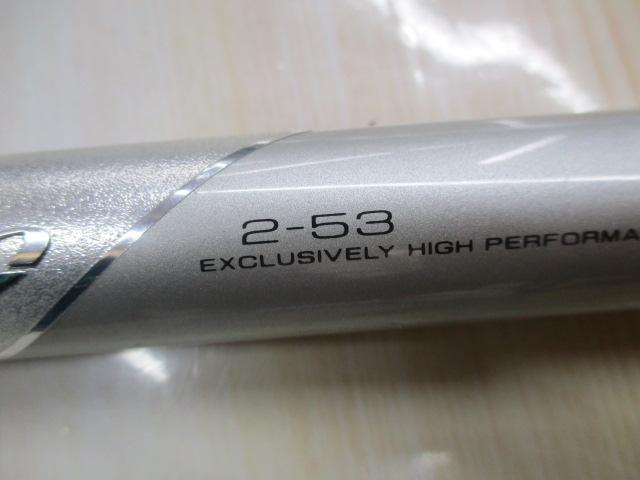 2-53
EXCLUSIVELY HIGH PERFORMA